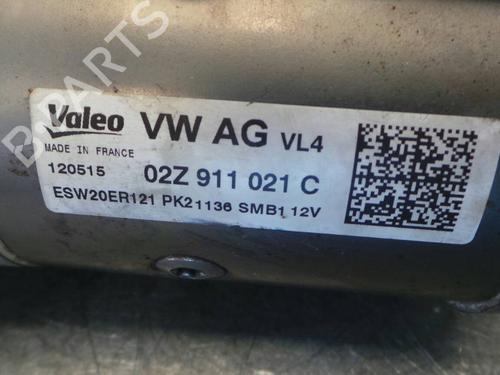 B-PARTS
Valeo VW AG VL4
MADE IN FRANCE
120515 02Z 911 021 C
ESW20ER121 PK21136 SMB1 12V